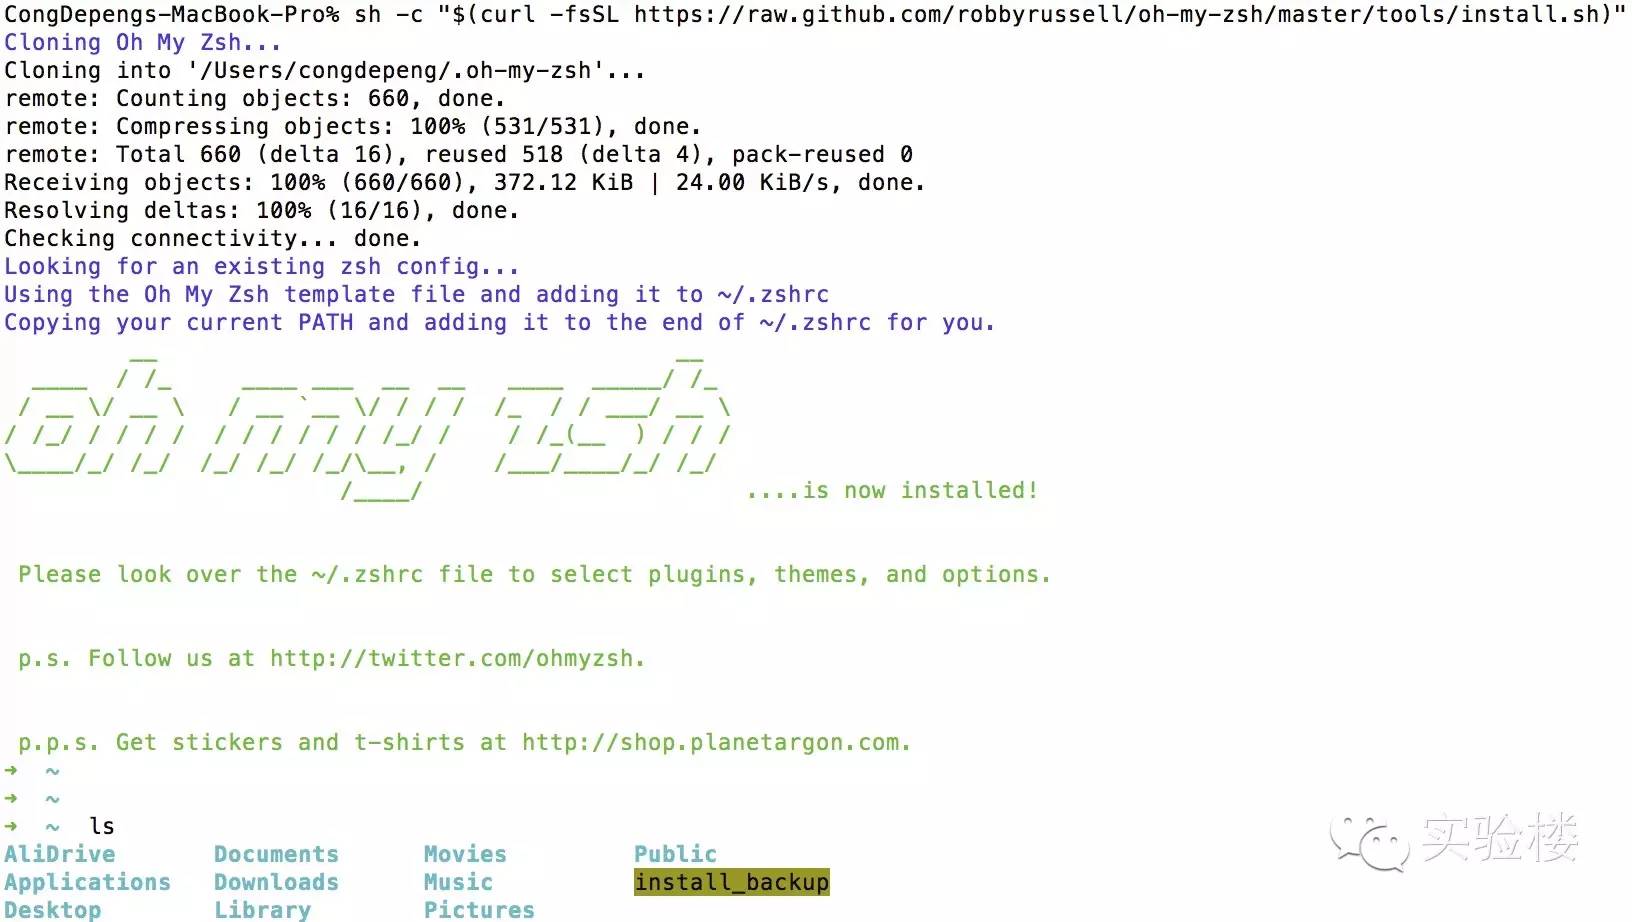 CongDepengs-MacBook-Pro% sh -c "$(curl -fsSL https://raw.github.com/robbyrussell/oh-my-zsh/master/tools/install.sh)"
Cloning Oh My Zsh...
Cloning into '/Users/congdepeng/.oh-my-zsh'...
remote: Counting objects: 660, done.
remote: Compressing objects: 100% (531/531), done.
remote: Total 660 (delta 16), reused 518 (delta 4), pack-reused 0
Receiving objects: 100% (660/660), 372.12 KiB | 24.00 KiB/s, done.
Resolving deltas: 100% (16/16), done.
Checking connectivity... done.
Looking for an existing zsh config...
Using the Oh My Zsh template file and adding it to ~/.zshrc
Copying your current PATH and adding it to the end of ~/.zshrc for you.
oh my zsh
....is now installed!
Please look over the ~/.zshrc file to select plugins, themes, and options.
p.s. Follow us at http://twitter.com/ohmyzsh.
p.p.s. Get stickers and t-shirts at http://shop.planetargon.com.
➜ ~
➜ ~
➜ ~ ls
AliDrive Documents Movies Public
Applications Downloads Music install_backup
Desktop Library Pictures
实验楼